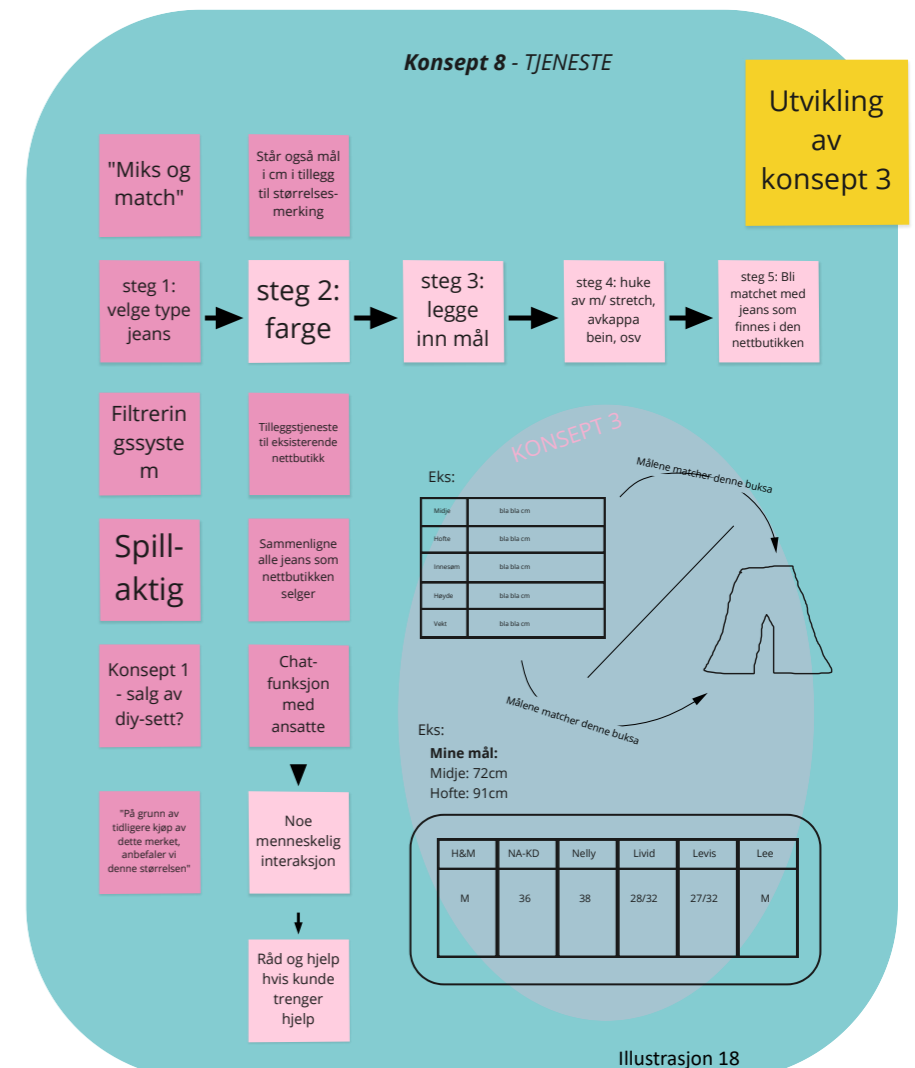 Konsept 8 - TJENESTE
Utvikling
av
konsept 3
"Miks og
match"
Står også mål
i cm i tillegg
til størrelses-
merking
steg 1:
velge type
jeans
steg 2:
farge
steg 3:
legge
inn mål
steg 4: huke
av m/ stretch,
avkappa
bein, osv
steg 5: Bli
matchet med
jeans som
finnes i den
nettbutikken
Filtrerin
gssyste
m
Tilleggstjeneste
til eksisterende
nettbutikk
Spill-
aktig
Sammenligne
alle jeans som
nettbutikken
selger
Konsept 1
- salg av
diy-sett?
Chat-
funksjon
med
ansatte
"På grunn av
tidligere kjøp av
dette merket,
anbefaler vi
denne størrelsen"
Noe
menneskelig
interaksjon
Råd og hjelp
hvis kunde
trenger
hjelp
KONSEPT 3
Eks:
Midje bla bla cm
Hofte bla bla cm
Innesøm bla bla cm
Høyde bla bla cm
Vekt bla bla cm
Målene matcher denne buksa
Målene matcher denne buksa
Eks:
Mine mål:
Midje: 72cm
Hofte: 91cm
H&M NA-KD Nelly Livid Levis Lee
M 36 38 28/32 27/32 M
Illustrasjon 18